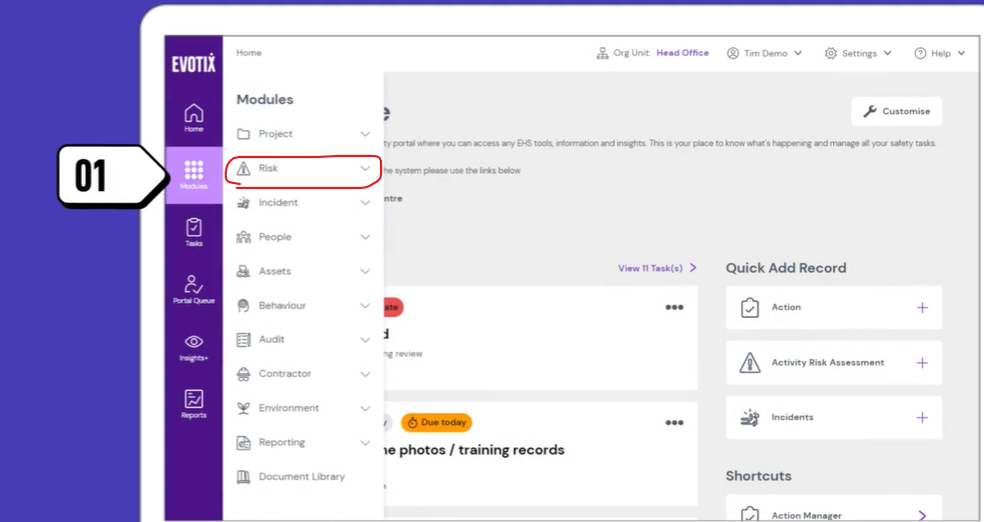 EVOTIX
Home
Org Unit: Head Office
Tim Demo
Settings
Help
01
Home
Modules
Tasks
Portal Queue
Insights+
Reports
Modules
Project
Risk
Incident
People
Assets
Behaviour
Audit
Contractor
Environment
Reporting
Document Library
e
Customise
ty portal where you can access any EHS tools, information and insights. This is your place to know what's happening and manage all your safety tasks.
he system please use the links below
ntre
View 11 Task(s)
ate
d
ng review
Due today
ne photos / training records
Quick Add Record
Action
Activity Risk Assessment
Incidents
Shortcuts
Action Manager